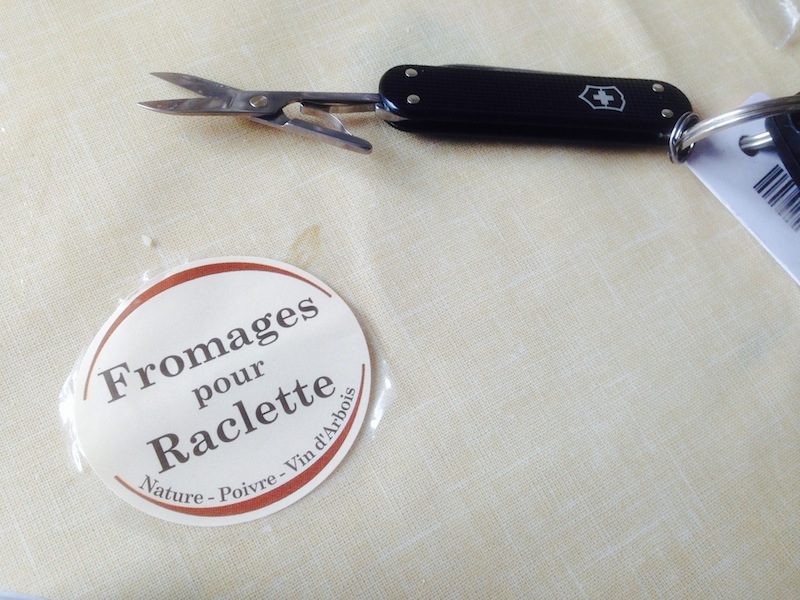 Fromages
pour
Raclette
Nature - Poivre - Vin d'Arbois